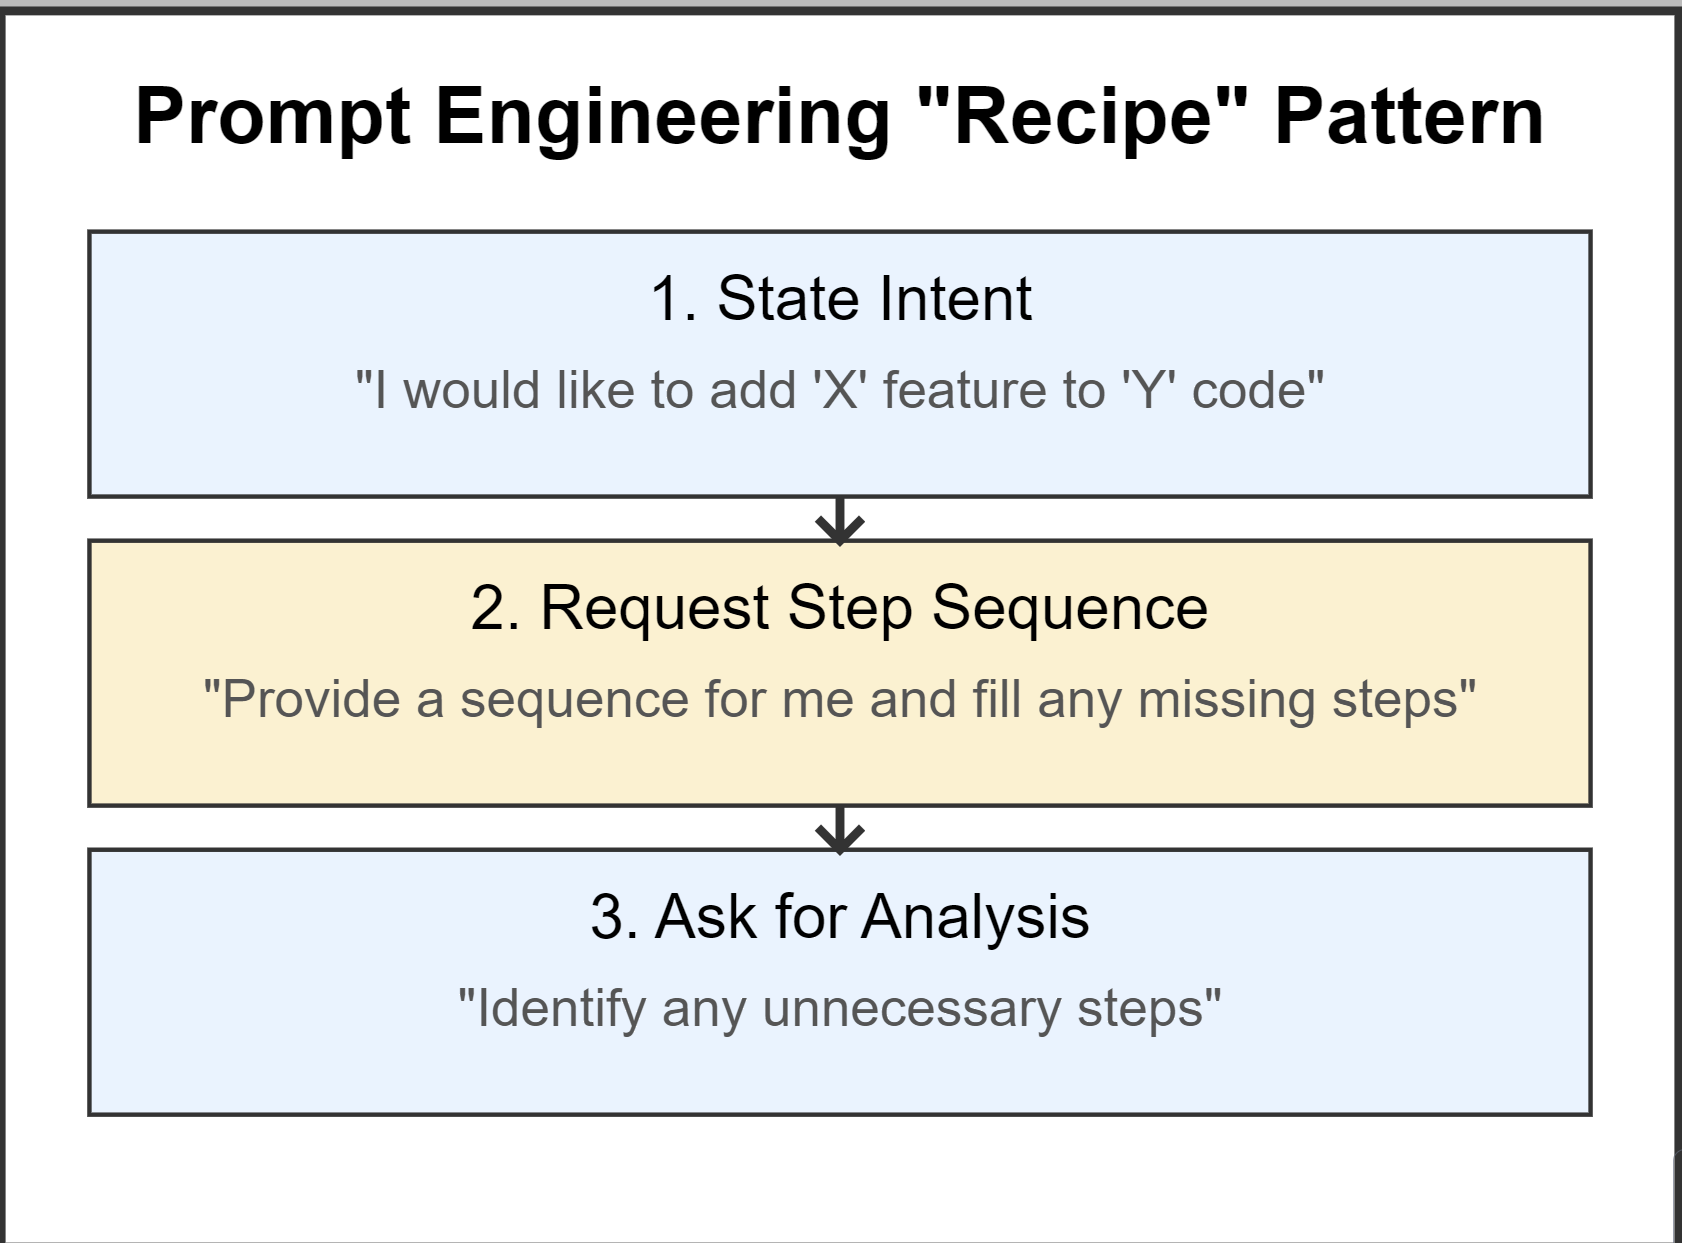 Prompt Engineering "Recipe" Pattern
1. State Intent
"I would like to add 'X' feature to 'Y' code"
2. Request Step Sequence
"Provide a sequence for me and fill any missing steps"
3. Ask for Analysis
"Identify any unnecessary steps"